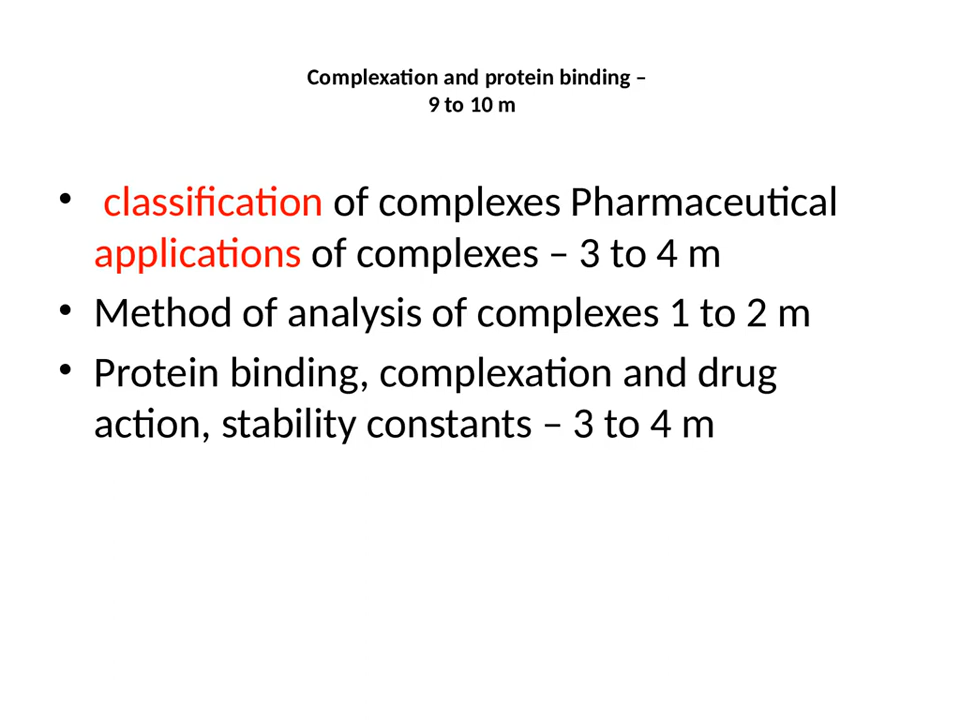 Complexation and protein binding –
9 to 10 m
• classification of complexes Pharmaceutical
applications of complexes – 3 to 4 m
• Method of analysis of complexes 1 to 2 m
• Protein binding, complexation and drug
action, stability constants – 3 to 4 m